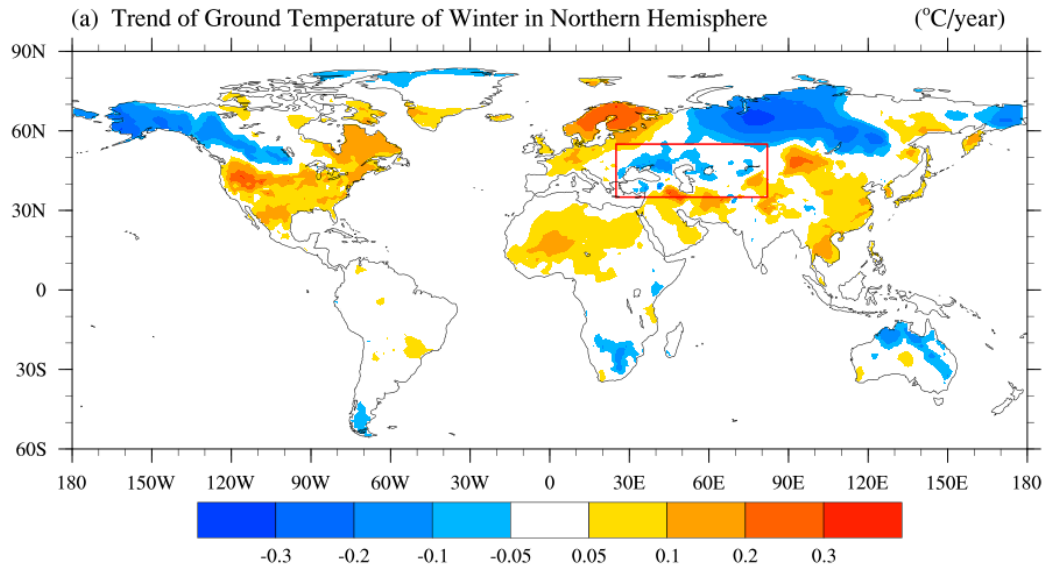 (a) Trend of Ground Temperature of Winter in Northern Hemisphere (°C/year)
90N
60N
30N
0
30S
60S
180 150W 120W 90W 60W 30W 0 30E 60E 90E 120E 150E 180
-0.3 -0.2 -0.1 -0.05 0.05 0.1 0.2 0.3